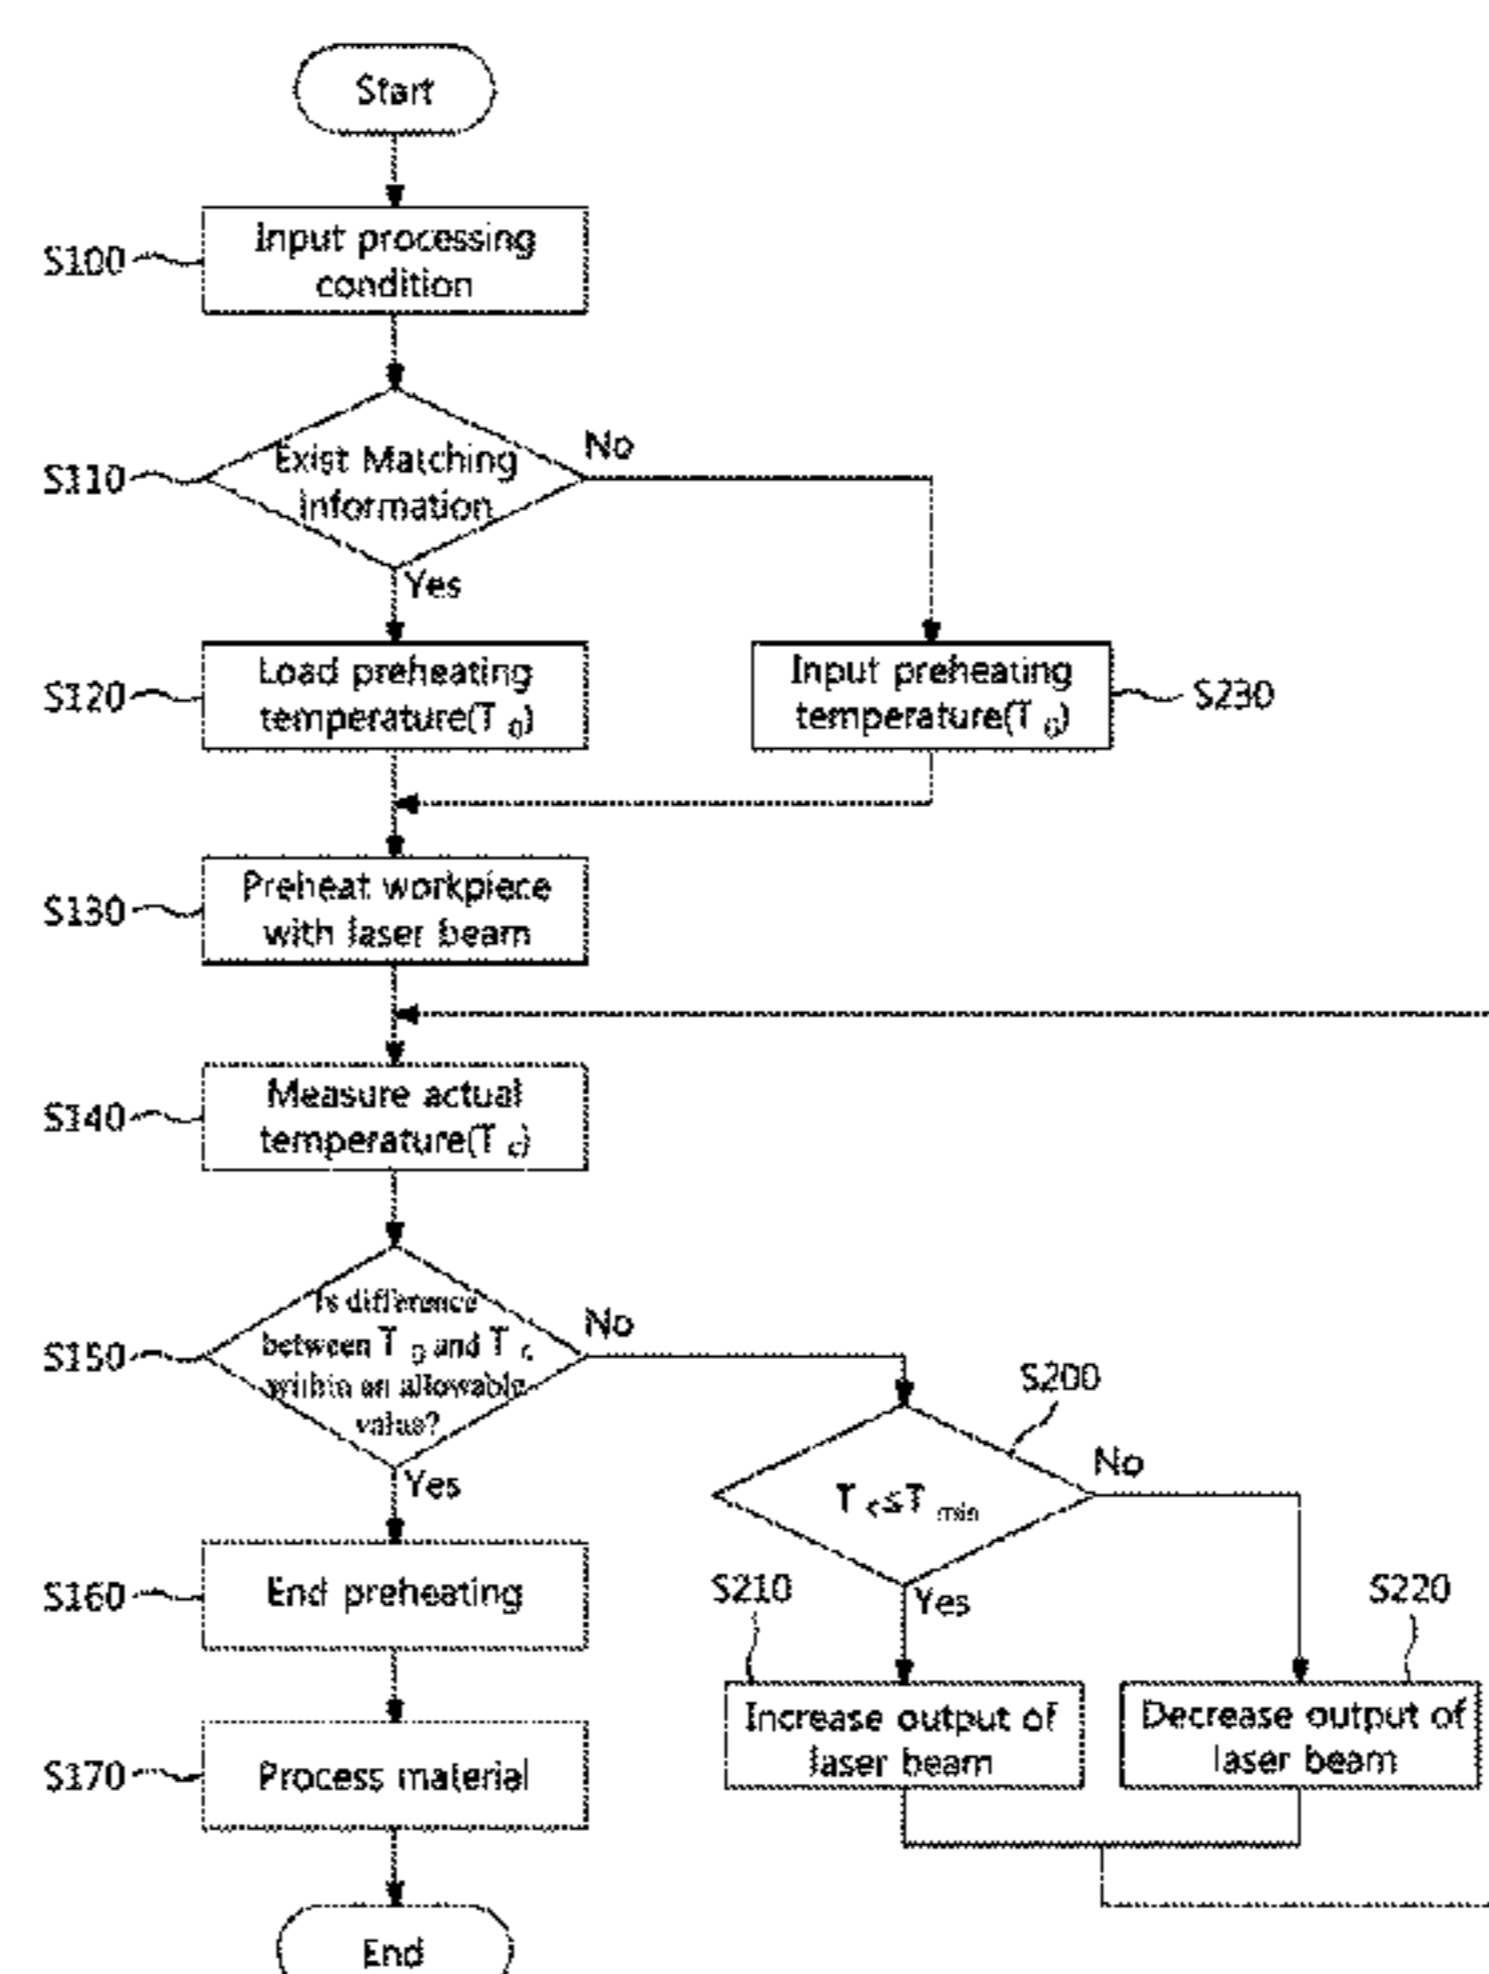 Start
S100
Input processing
condition
S110
Exist Matching
Information
No
Yes
S120
Load preheating
temperature(T 0)
Input preheating
temperature(T 0)
S230
S130
Preheat workpiece
with laser beam
S140
Measure actual
temperature(T c)
S150
Is difference
between T 0 and T c
within an allowable
value?
No
Yes
S200
T c≤T min
No
Yes
S160
End preheating
S210
Increase output of
laser beam
S220
Decrease output of
laser beam
S170
Process material
End